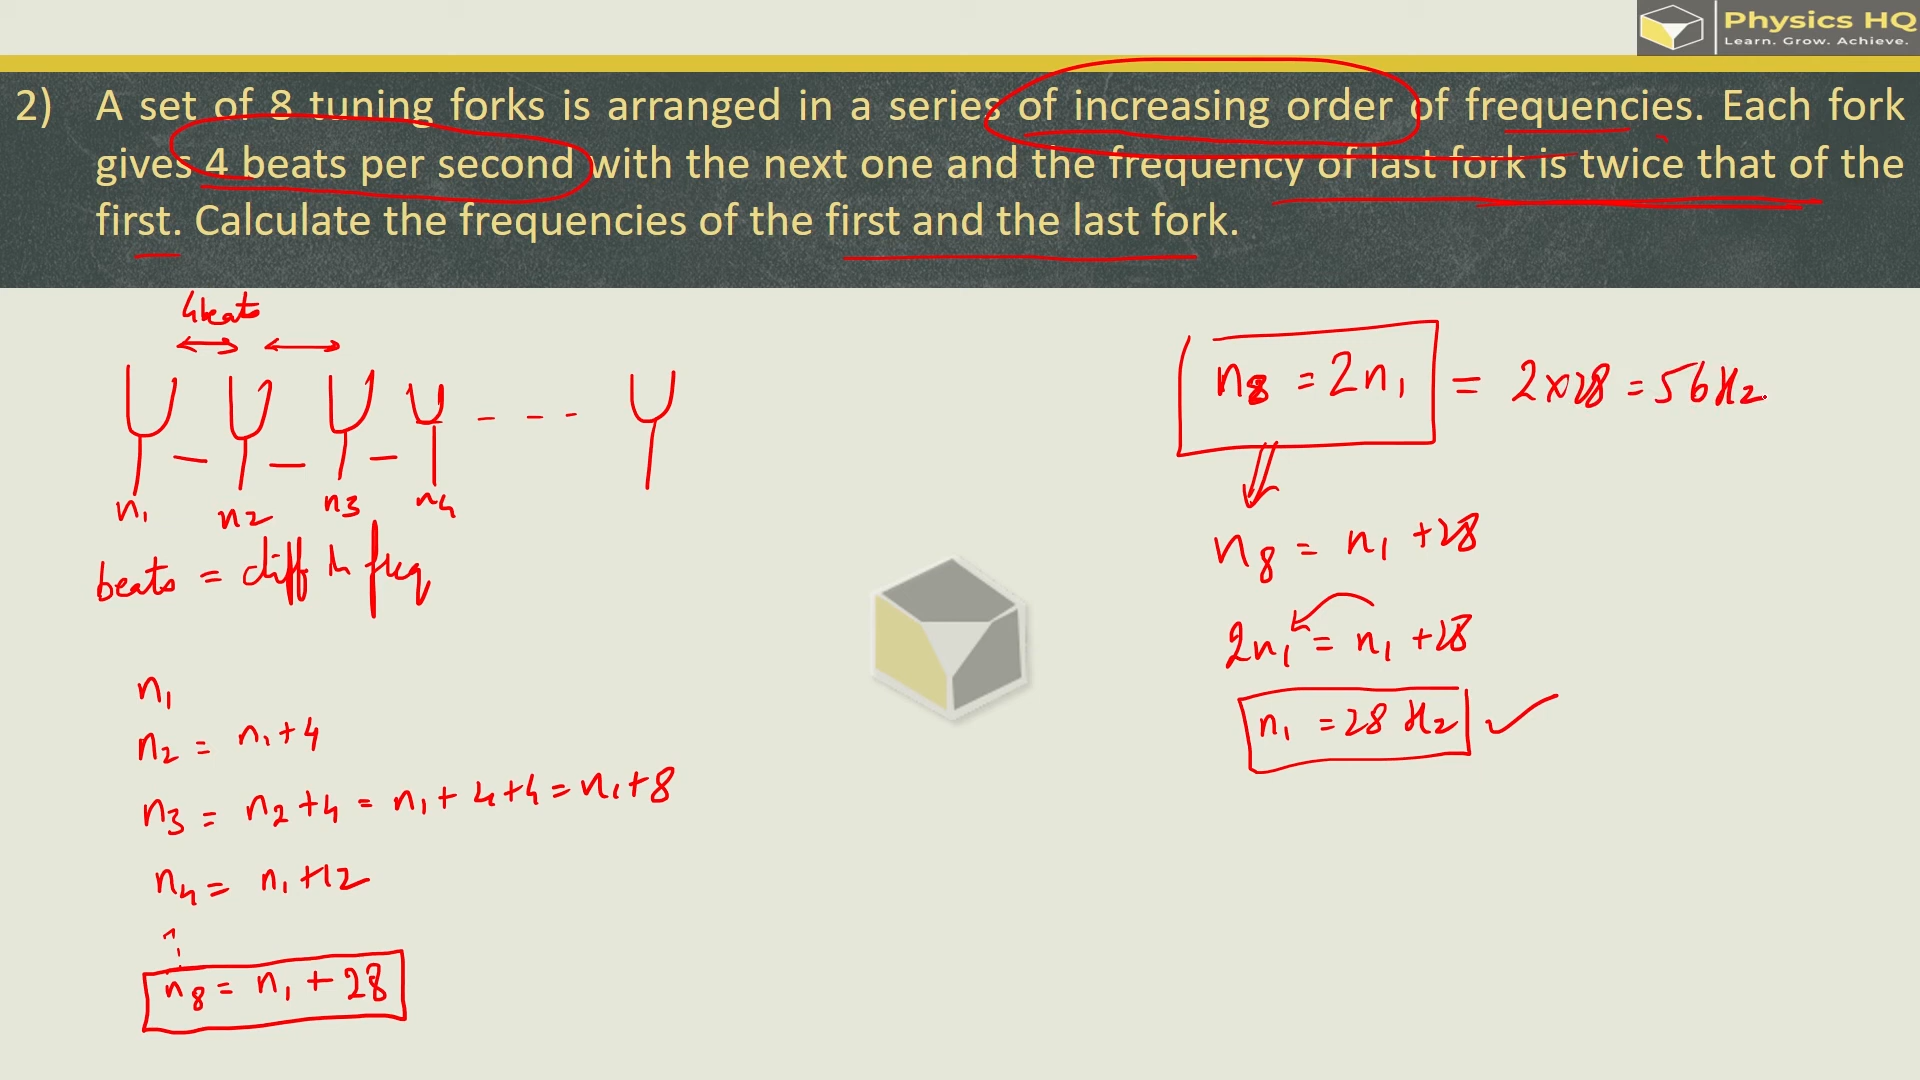 Physics HQ
Learn. Grow. Achieve.
2) A set of 8 tuning forks is arranged in a series of increasing order of frequencies. Each fork
gives 4 beats per second with the next one and the frequency of last fork is twice that of the
first. Calculate the frequencies of the first and the last fork.
4 beats
n₁ n₂ n₃ n₄
beats = diff in freq
n₁
n₂ = n₁+4
n₃ = n₂+4 = n₁+4+4 = n₁+8
n₄ = n₁+12
n₈ = n₁+28
n₈ = 2n₁ = 2×28 = 56 Hz
n₈ = n₁+28
2n₁ = n₁+28
n₁ = 28 Hz